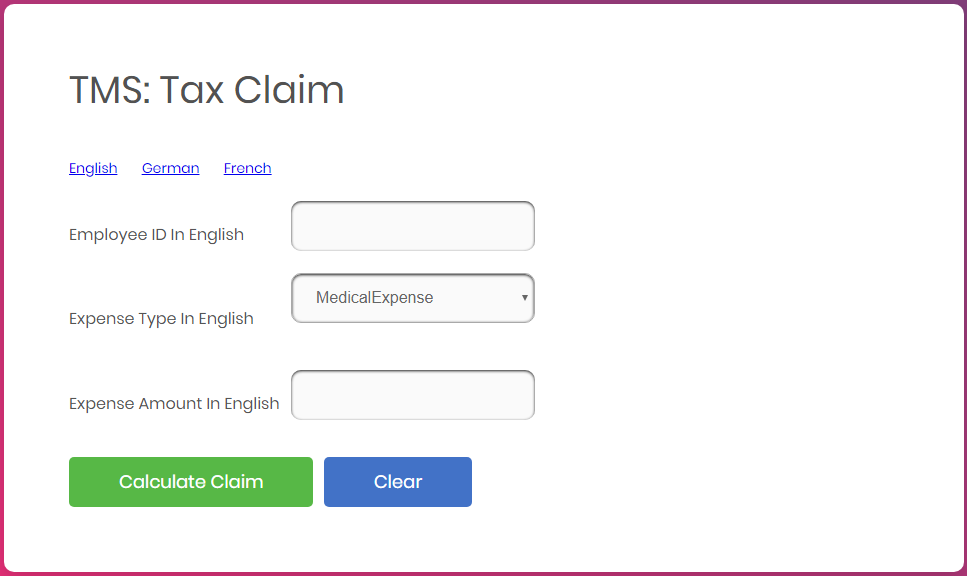 TMS: Tax Claim
English German French
Employee ID In English
MedicalExpense
Expense Type In English
Expense Amount In English
Calculate Claim Clear